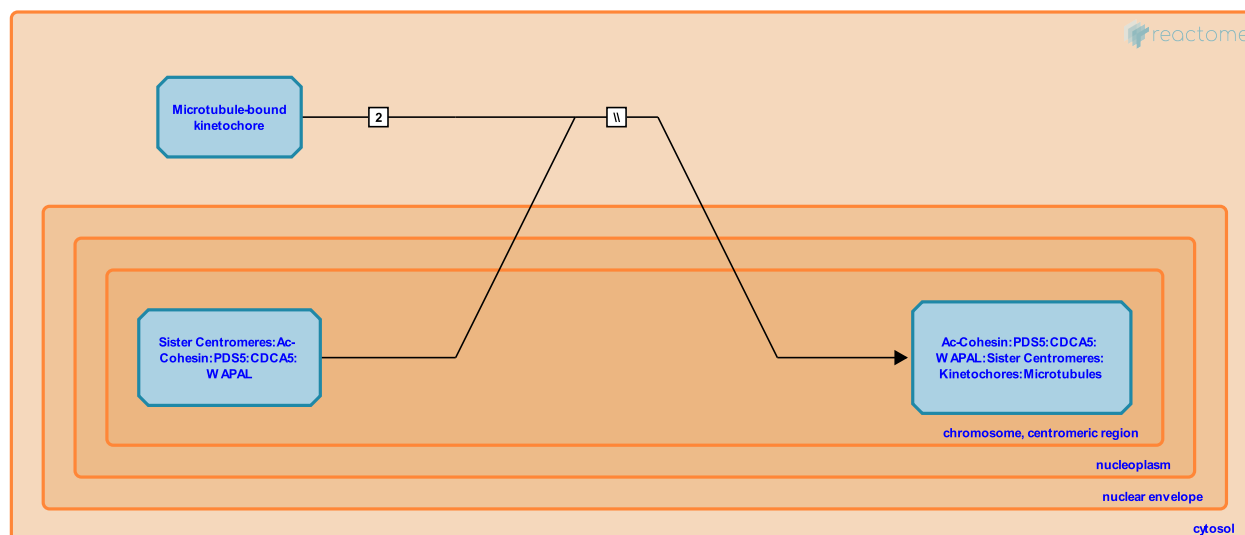 reactome
Microtubule-bound
kinetochore
2
\\
Sister Centromeres:Ac-
Cohesin:PDS5:CDCA5:
WAPAL
Ac-Cohesin:PDS5:CDCA5:
WAPAL:Sister Centromeres:
Kinetochores:Microtubules
chromosome, centromeric region
nucleoplasm
nuclear envelope
cytosol